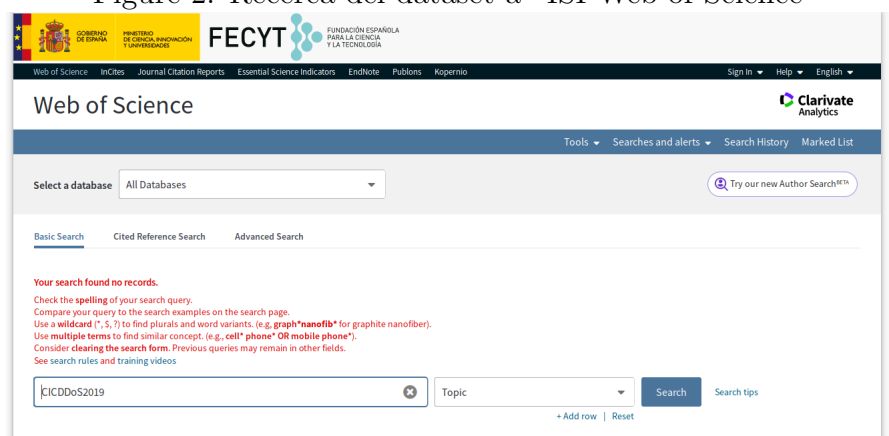 Figure 2: Recerca del dataset a "ISI Web of Science"
GOBIERNO DE ESPAÑA
MINISTERIO DE CIENCIA, INNOVACIÓN Y UNIVERSIDADES
FECYT
FUNDACIÓN ESPAÑOLA PARA LA CIENCIA Y LA TECNOLOGÍA
Web of Science InCites Journal Citation Reports Essential Science Indicators EndNote Publons Kopernio Sign In Help English
Web of Science
Clarivate Analytics
Tools Searches and alerts Search History Marked List
Select a database All Databases
Try our new Author Search BETA
Basic Search Cited Reference Search Advanced Search
Your search found no records.
Check the spelling of your search query.
Compare your query to the search examples on the search page.
Use a wildcard (*, $, ?) to find plurals and word variants. (e.g, graph*nanofib* for graphite nanofiber).
Use multiple terms to find similar concept. (e.g., cell* phone* OR mobile phone*).
Consider clearing the search form. Previous queries may remain in other fields.
See search rules and training videos
CICDDoS2019 Topic Search Search tips
+ Add row | Reset